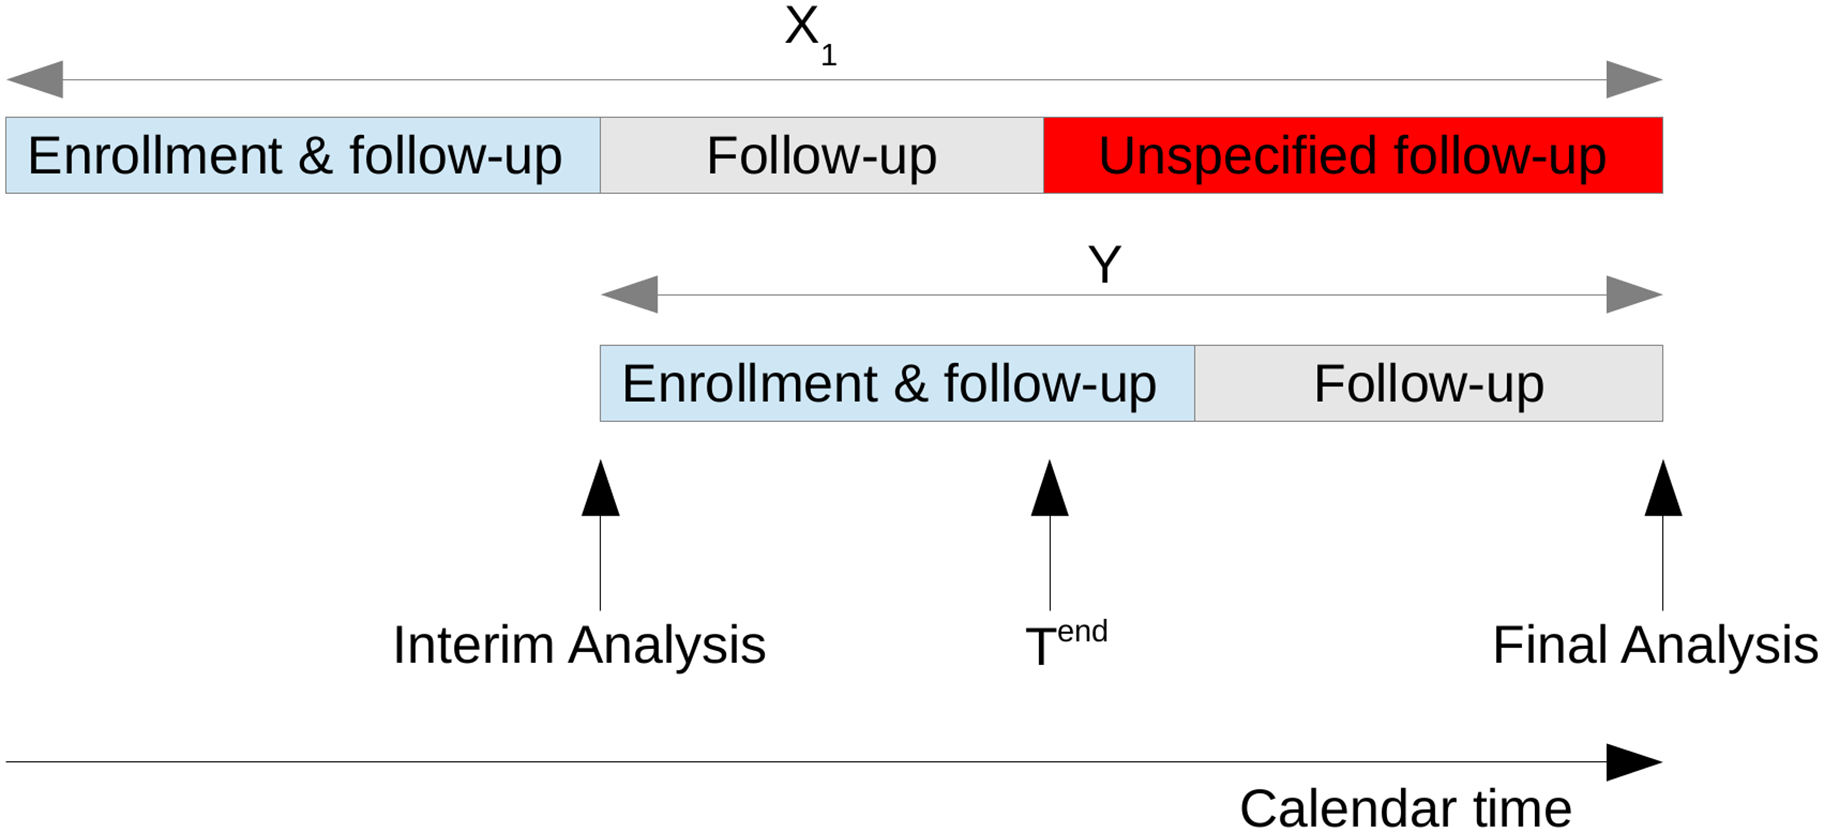 X1
Enrollment & follow-up Follow-up Unspecified follow-up
Y
Enrollment & follow-up Follow-up
Interim Analysis Tend Final Analysis
Calendar time